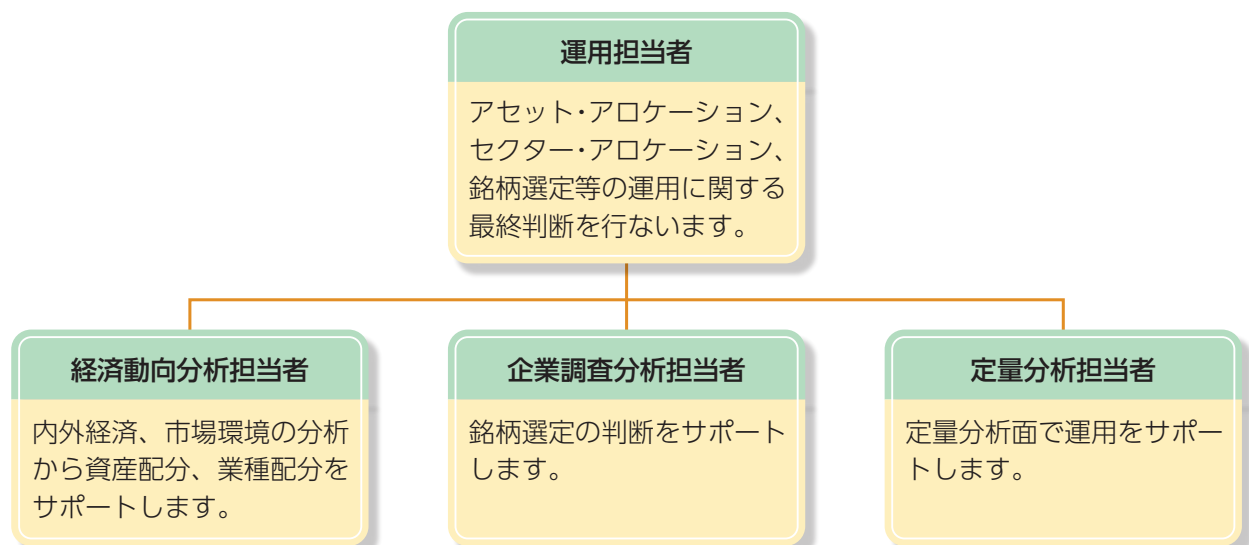 運用担当者
アセット・アロケーション、
セクター・アロケーション、
銘柄選定等の運用に関する
最終判断を行ないます。
経済動向分析担当者
内外経済、市場環境の分析
から資産配分、業種配分を
サポートします。
企業調査分析担当者
銘柄選定の判断をサポート
します。
定量分析担当者
定量分析面で運用をサポー
トします。